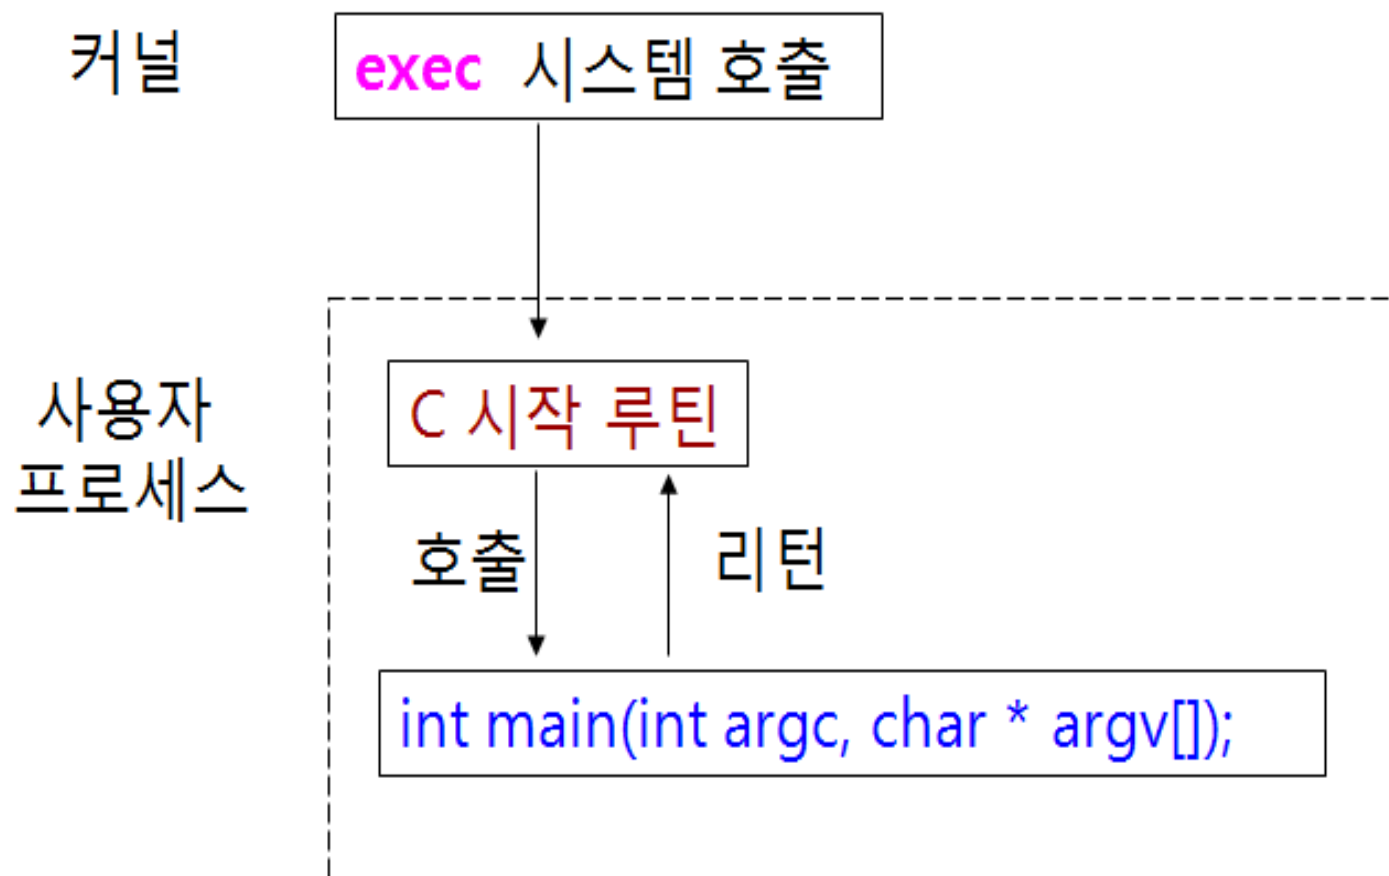 커널
exec 시스템 호출
사용자
프로세스
C 시작 루틴
호출
리턴
int main(int argc, char * argv[]);